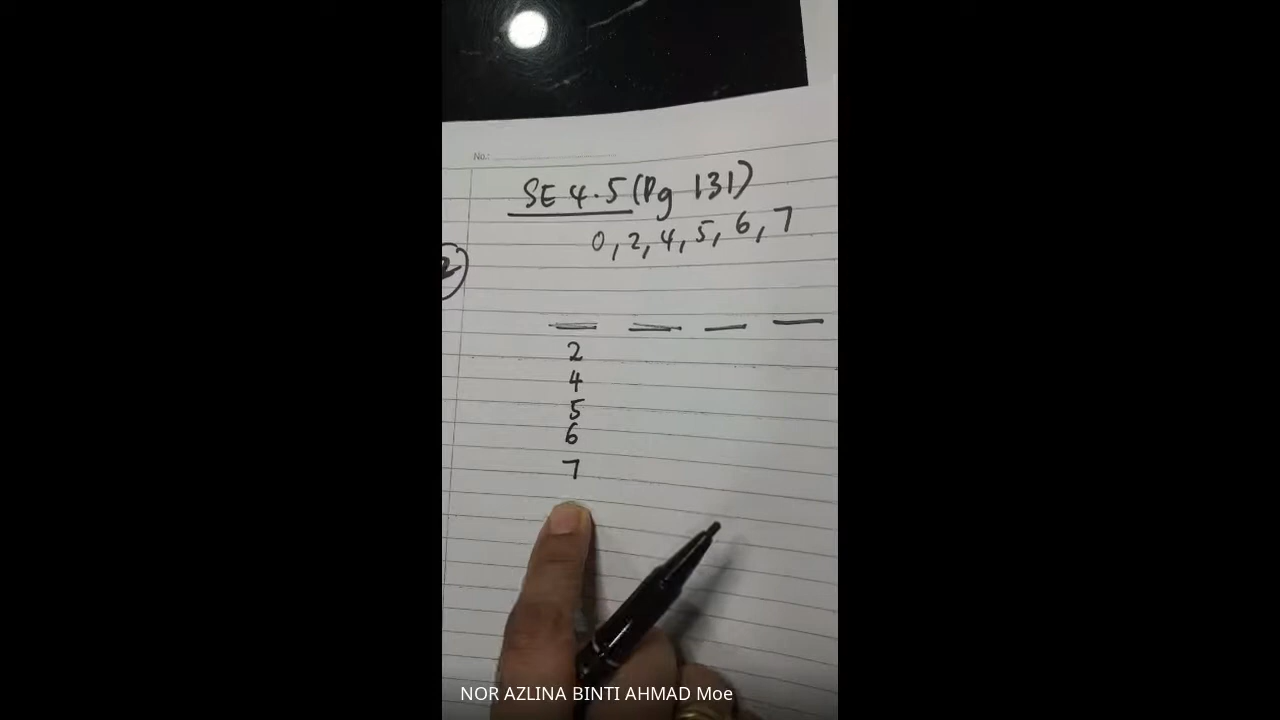 No.:
SE 4.5 (Pg 131)
0, 2, 4, 5, 6, 7
2
2
4
5
6
7
NOR AZLINA BINTI AHMAD Moe